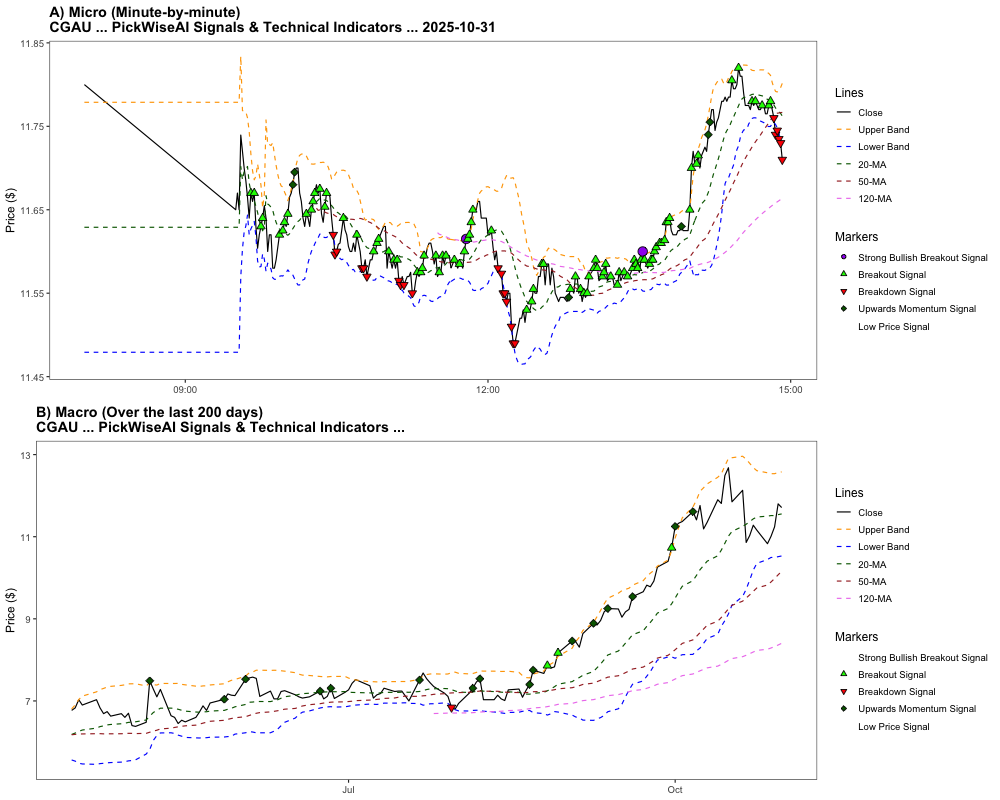 A) Micro (Minute-by-minute)
CGAU ... PickWiseAI Signals & Technical Indicators ... 2025-10-31
11.85
11.75
11.65
11.55
11.45
Price ($)
09:00
12:00
15:00
Lines
Close
Upper Band
Lower Band
20-MA
50-MA
120-MA
Markers
Strong Bullish Breakout Signal
Breakout Signal
Breakdown Signal
Upwards Momentum Signal
Low Price Signal
B) Macro (Over the last 200 days)
CGAU ... PickWiseAI Signals & Technical Indicators ...
13
11
9
7
Price ($)
Jul
Oct
Lines
Close
Upper Band
Lower Band
20-MA
50-MA
120-MA
Markers
Strong Bullish Breakout Signal
Breakout Signal
Breakdown Signal
Upwards Momentum Signal
Low Price Signal